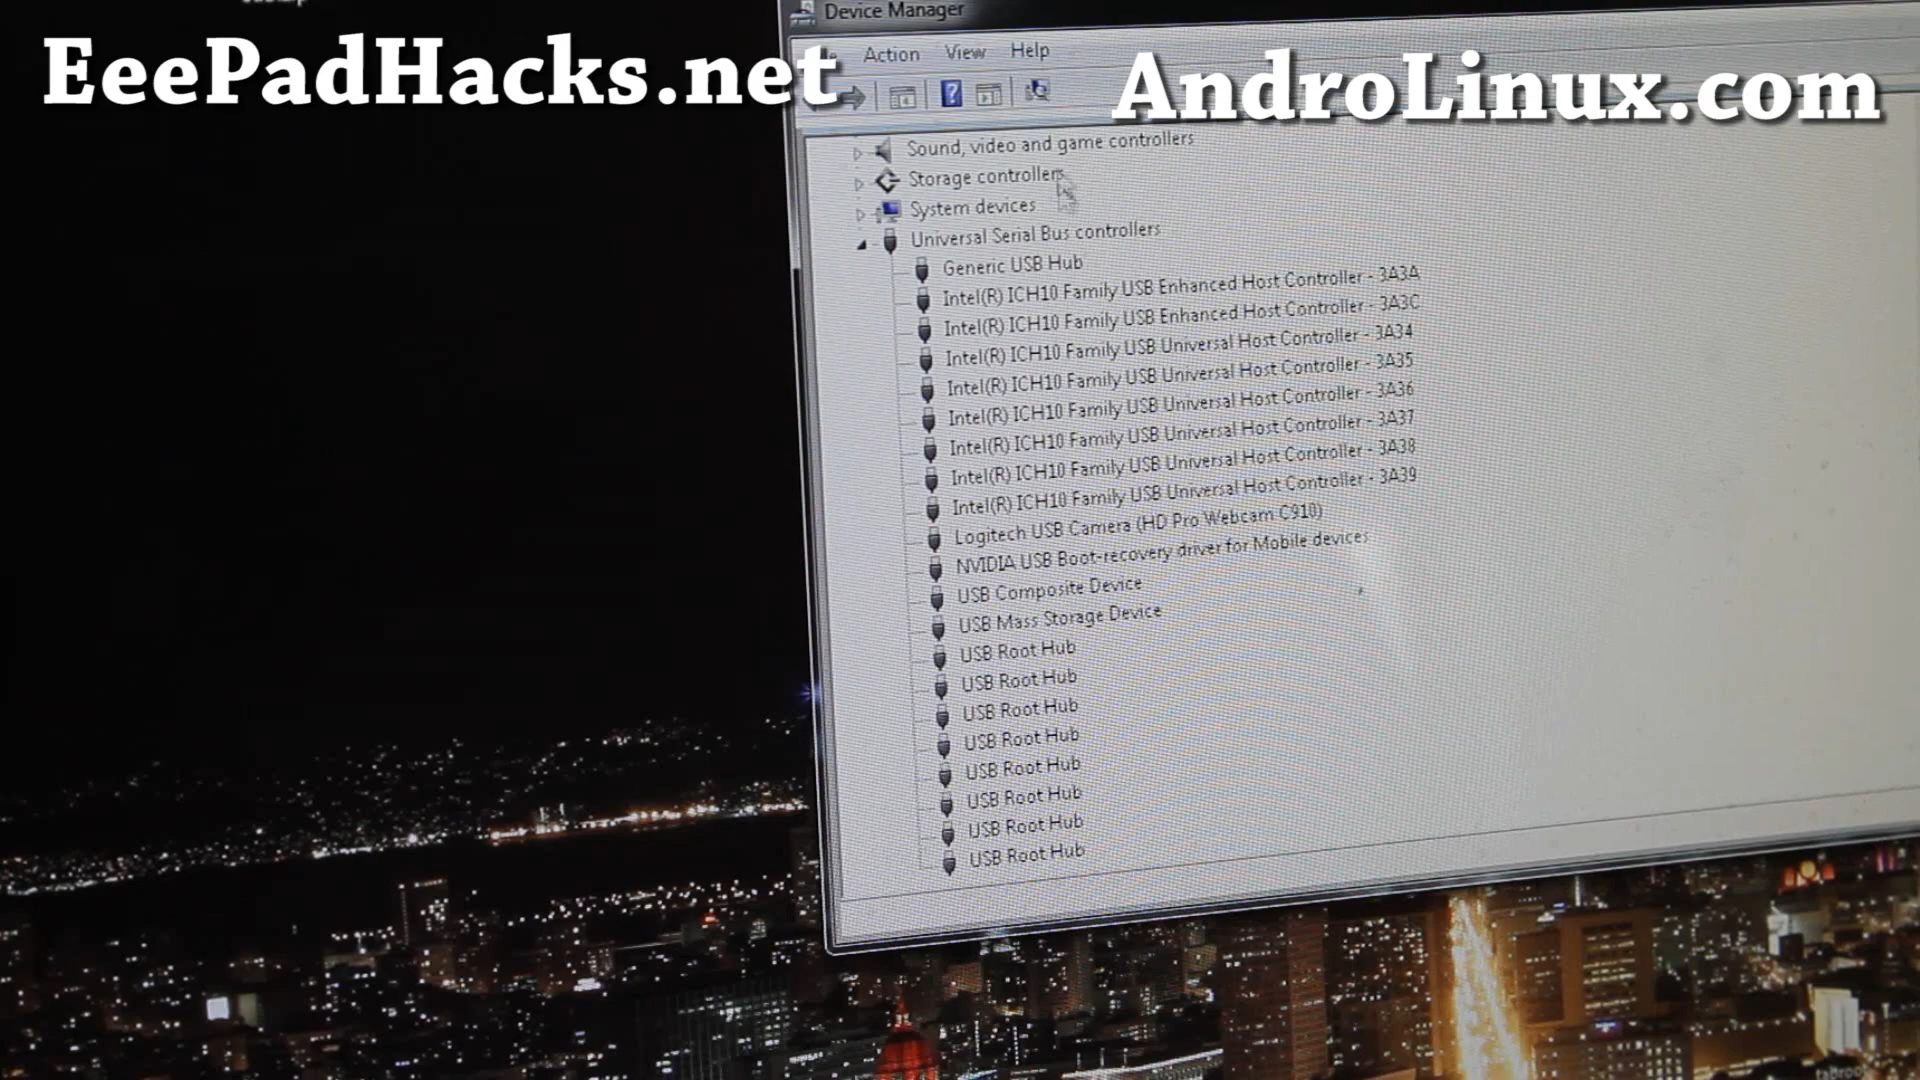 Device Manager
EeePadHacks.net
Action View Help
AndroLinux.com
Sound, video and game controllers
Storage controllers
System devices
Universal Serial Bus controllers
Generic USB Hub
Intel(R) ICH10 Family USB Enhanced Host Controller - 3A3A
Intel(R) ICH10 Family USB Enhanced Host Controller - 3A3C
Intel(R) ICH10 Family USB Universal Host Controller - 3A34
Intel(R) ICH10 Family USB Universal Host Controller - 3A35
Intel(R) ICH10 Family USB Universal Host Controller - 3A36
Intel(R) ICH10 Family USB Universal Host Controller - 3A37
Intel(R) ICH10 Family USB Universal Host Controller - 3A38
Intel(R) ICH10 Family USB Universal Host Controller - 3A39
Logitech USB Camera (HD Pro Webcam C910)
NVIDIA USB Boot-recovery driver for Mobile devices
USB Composite Device
USB Mass Storage Device
USB Root Hub
USB Root Hub
USB Root Hub
USB Root Hub
USB Root Hub
USB Root Hub
USB Root Hub
USB Root Hub